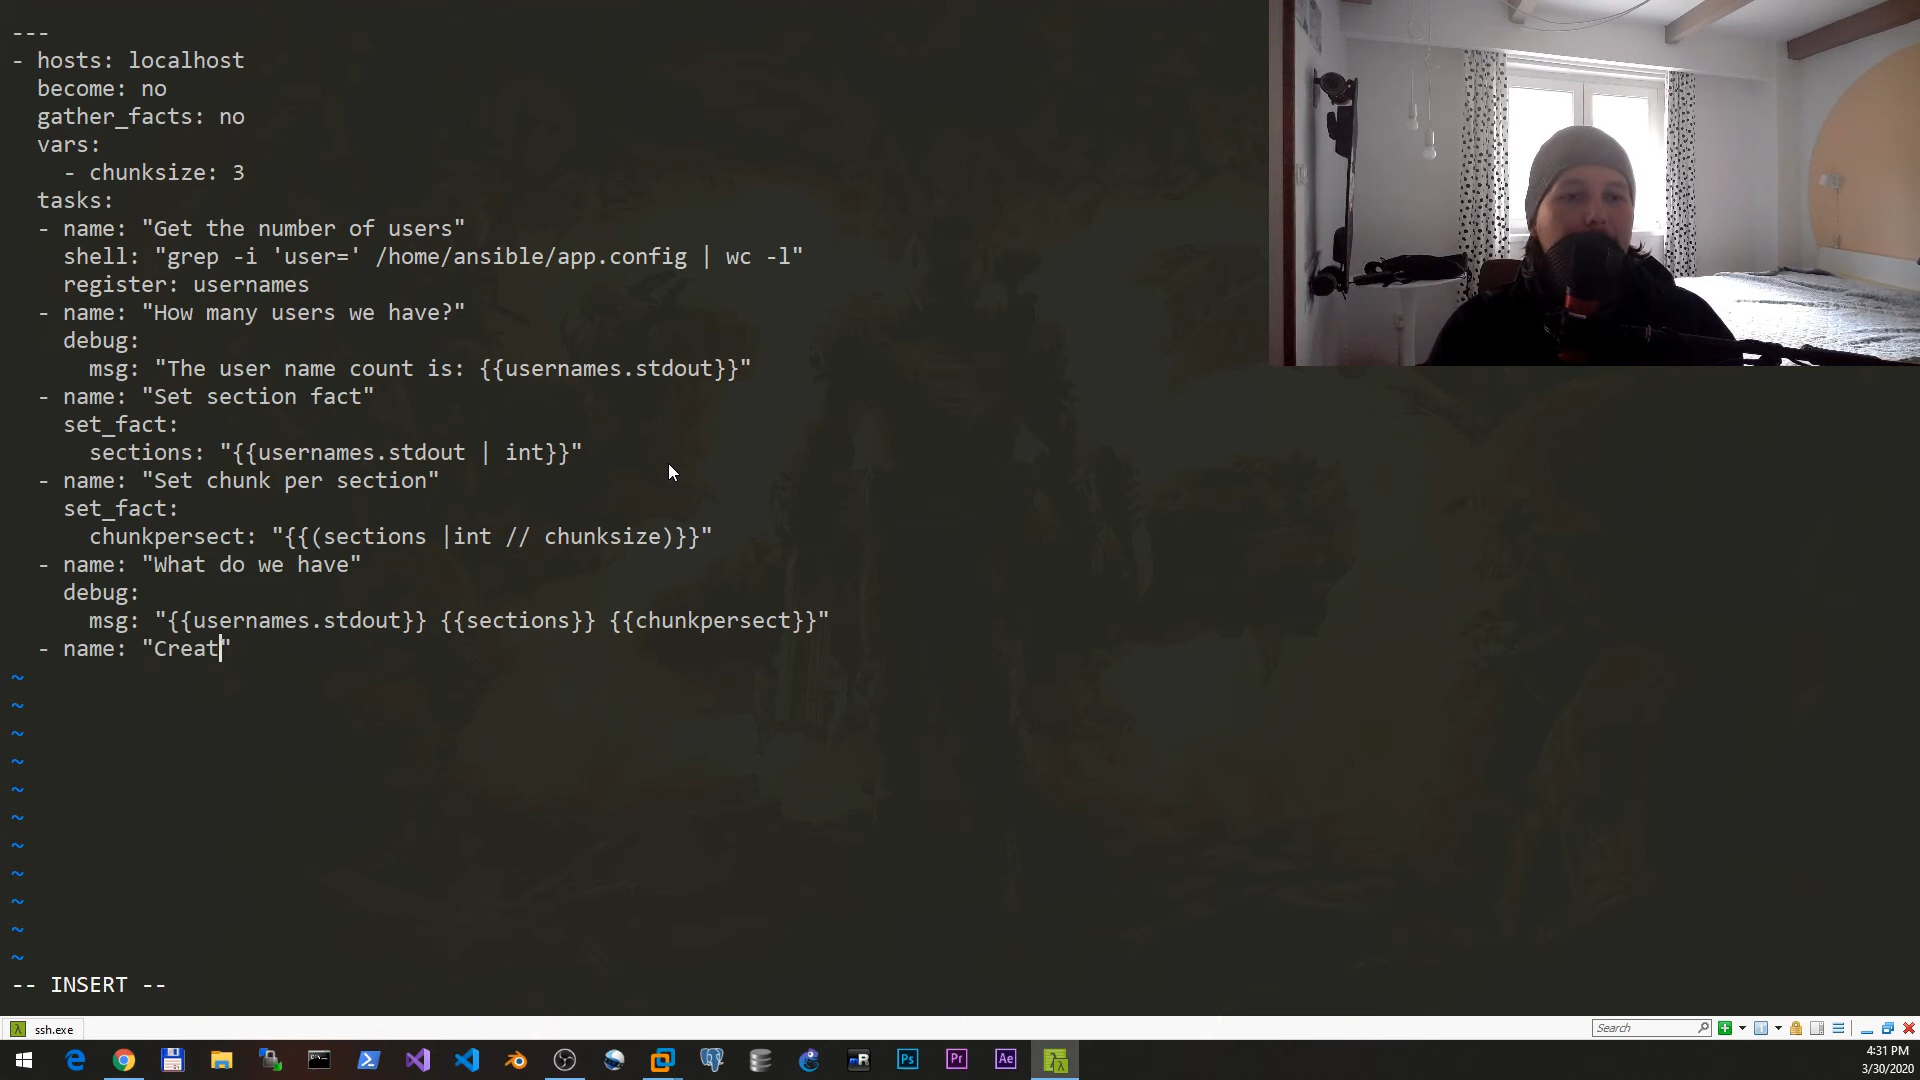 ---
- hosts: localhost
  become: no
  gather_facts: no
  vars:
    - chunksize: 3
  tasks:
  - name: "Get the number of users"
    shell: "grep -i 'user=' /home/ansible/app.config | wc -l"
    register: usernames
  - name: "How many users we have?"
    debug:
      msg: "The user name count is: {{usernames.stdout}}"
  - name: "Set section fact"
    set_fact:
      sections: "{{usernames.stdout | int}}"
  - name: "Set chunk per section"
    set_fact:
      chunkpersect: "{{(sections |int // chunksize)}}"
  - name: "What do we have"
    debug:
      msg: "{{usernames.stdout}} {{sections}} {{chunkpersect}}"
  - name: "Creat"
~
~
~
~
~
~
~
~
~
~
~
-- INSERT --
ssh.exe
Search
mR
Ps
Pr
Ae
4:31 PM
3/30/2020